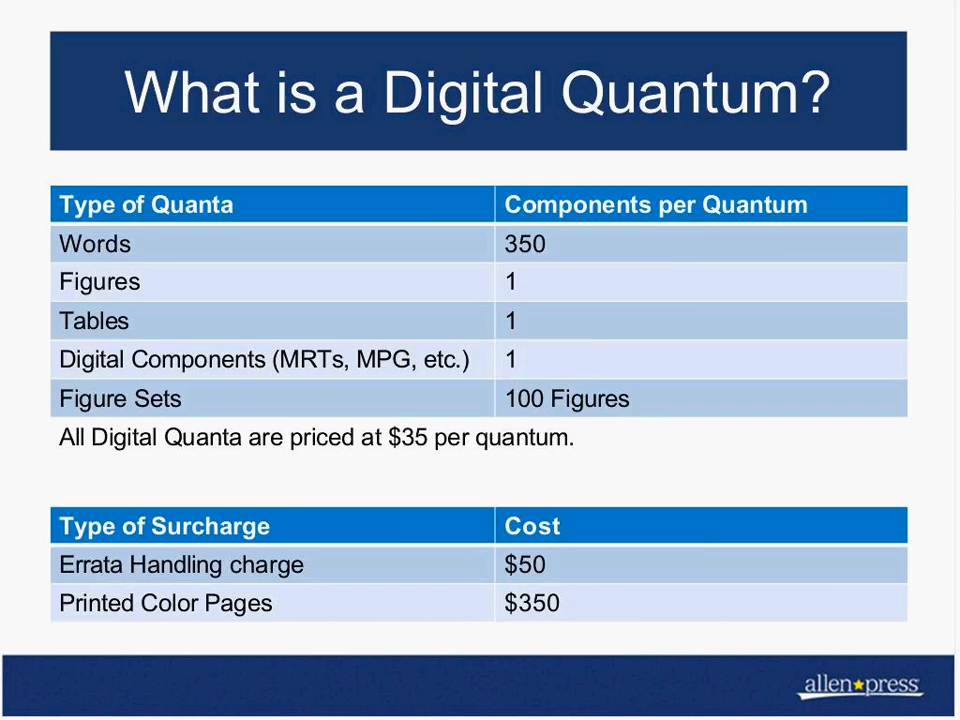 What is a Digital Quantum?
Type of Quanta Components per Quantum
Words 350
Figures 1
Tables 1
Digital Components (MRTs, MPG, etc.) 1
Figure Sets 100 Figures
All Digital Quanta are priced at $35 per quantum.
Type of Surcharge Cost
Errata Handling charge $50
Printed Color Pages $350
allen press